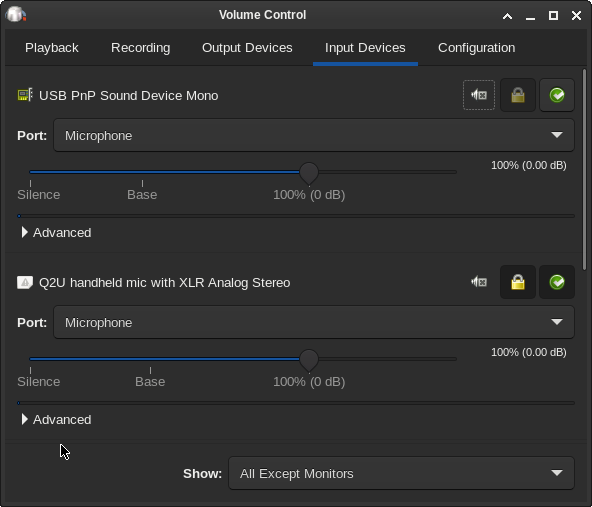 Volume Control
Playback Recording Output Devices Input Devices Configuration
USB PnP Sound Device Mono
Port: Microphone
100% (0.00 dB)
Silence Base 100% (0 dB)
Advanced
Q2U handheld mic with XLR Analog Stereo
Port: Microphone
100% (0.00 dB)
Silence Base 100% (0 dB)
Advanced
Show: All Except Monitors